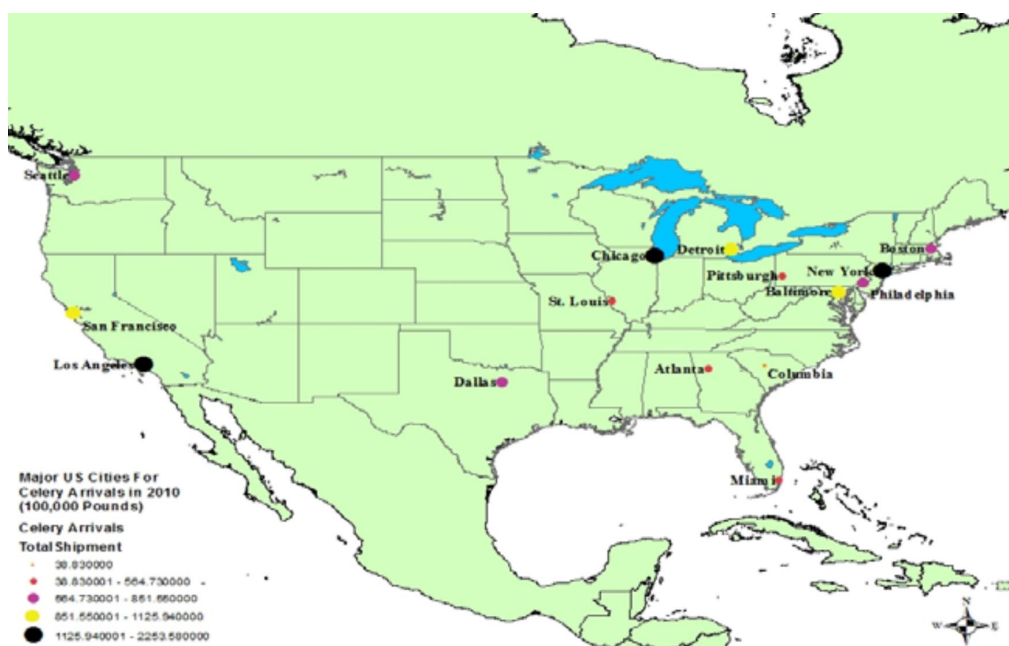 Seattle
Chicago
Detroit
Boston
Pittsburgh
New York
Baltimore
Philadelphia
St. Louis
San Francisco
Los Angeles
Dallas
Atlanta
Columbia
Miami
Major US Cities For
Celery Arrivals in 2010
(100,000 Pounds)
Celery Arrivals
Total Shipment
38.830000
38.830001 - 564.730000
564.730001 - 851.550000
851.550001 - 1125.940000
1125.940001 - 2253.580000
N
W E
S